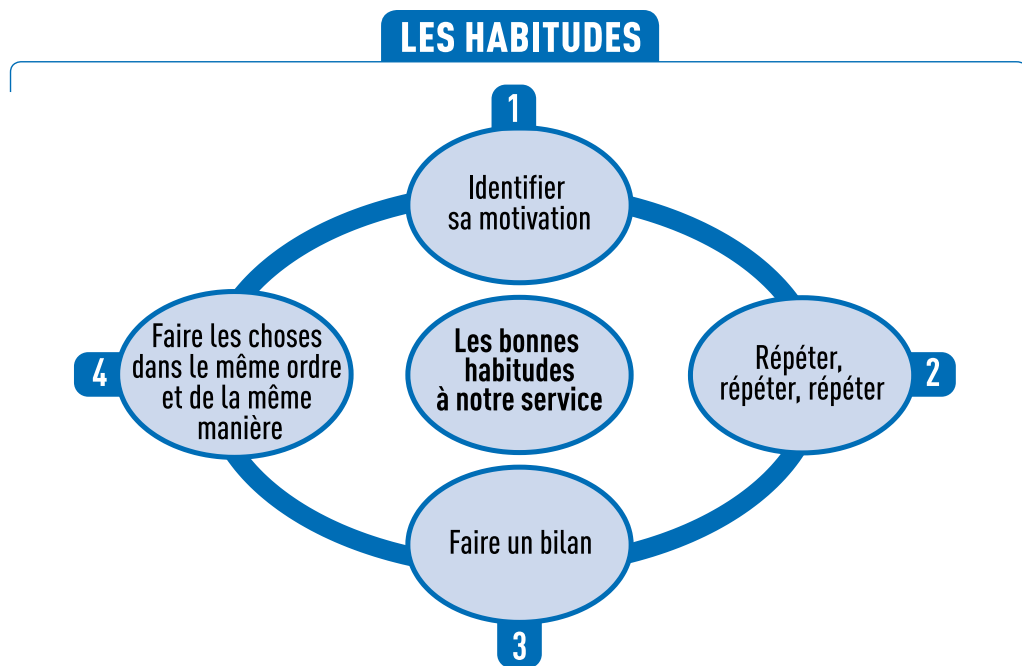 LES HABITUDES
1
Identifier
sa motivation
Répéter,
répéter, répéter
2
Faire un bilan
3
4
Faire les choses
dans le même ordre
et de la même
manière
Les bonnes
habitudes
à notre service